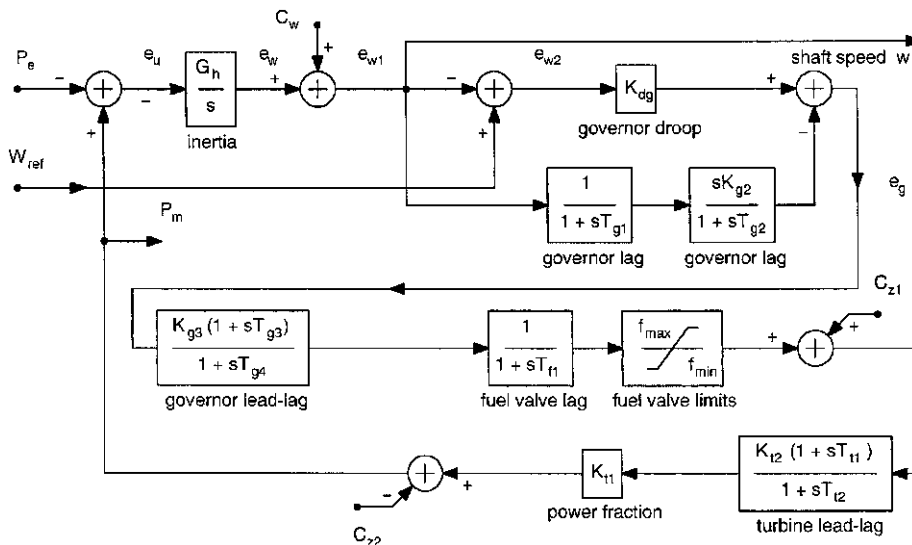 C_w
P_e
e_u
G_h
s
e_w
e_w1
e_w2
shaft speed w
inertia
K_dg
governor droop
W_ref
P_m
1
1 + sT_g1
governor lag
sK_g2
1 + sT_g2
governor lag
e_g
C_z1
K_g3 (1 + sT_g3)
1 + sT_g4
governor lead-lag
1
1 + sT_f1
fuel valve lag
f_max
f_min
fuel valve limits
K_t1
power fraction
K_t2 (1 + sT_t1)
1 + sT_t2
turbine lead-lag
C_z2